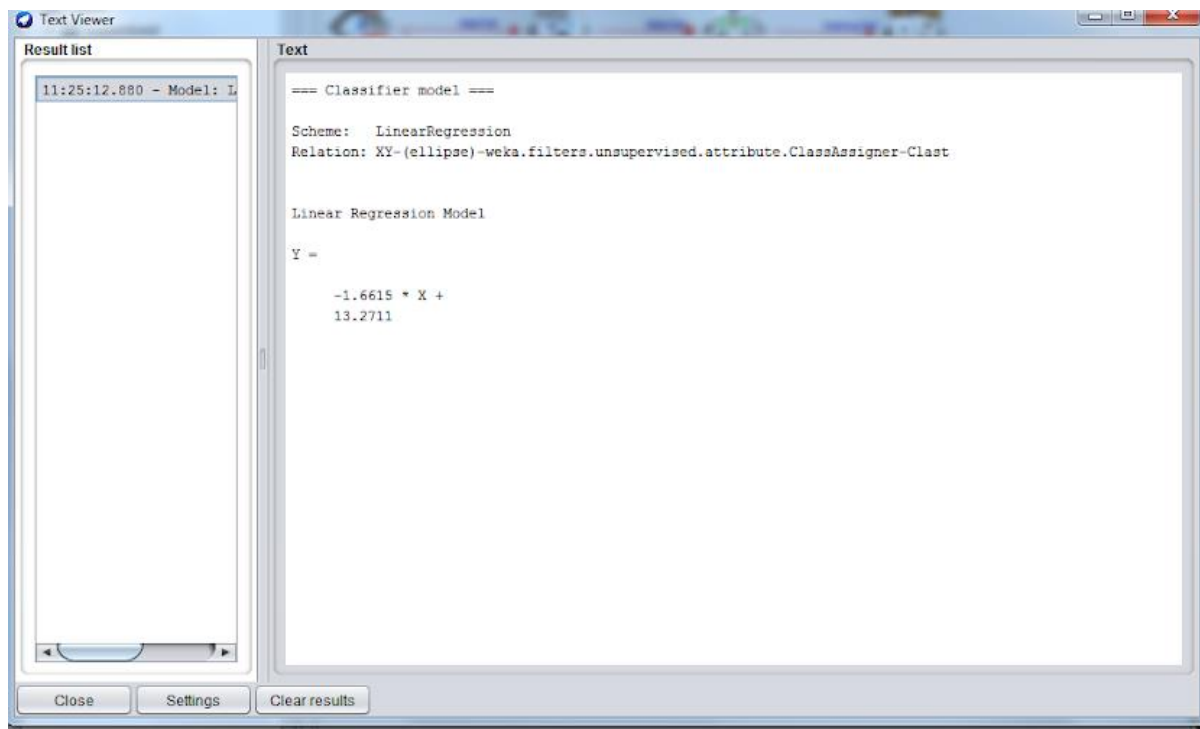 Text Viewer
Result list
11:25:12.880 - Model: L
Text
=== Classifier model ===
Scheme:   LinearRegression
Relation: XY-(ellipse)-weka.filters.unsupervised.attribute.ClassAssigner-Clast
Linear Regression Model
Y =
-1.6615 * X +
13.2711
Close
Settings
Clear results